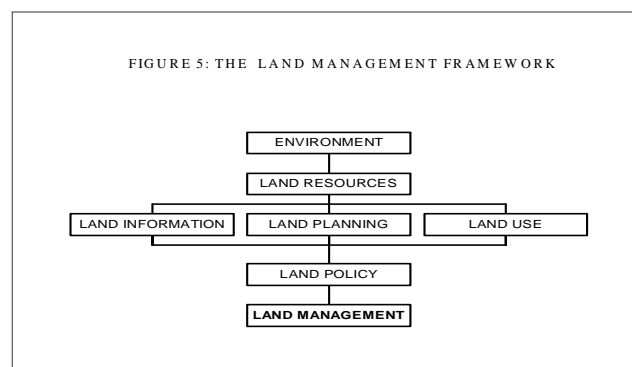 FIGURE 5: THE LAND MANAGEMENT FRAMEWORK
ENVIRONMENT
LAND RESOURCES
LAND INFORMATION
LAND PLANNING
LAND USE
LAND POLICY
LAND MANAGEMENT